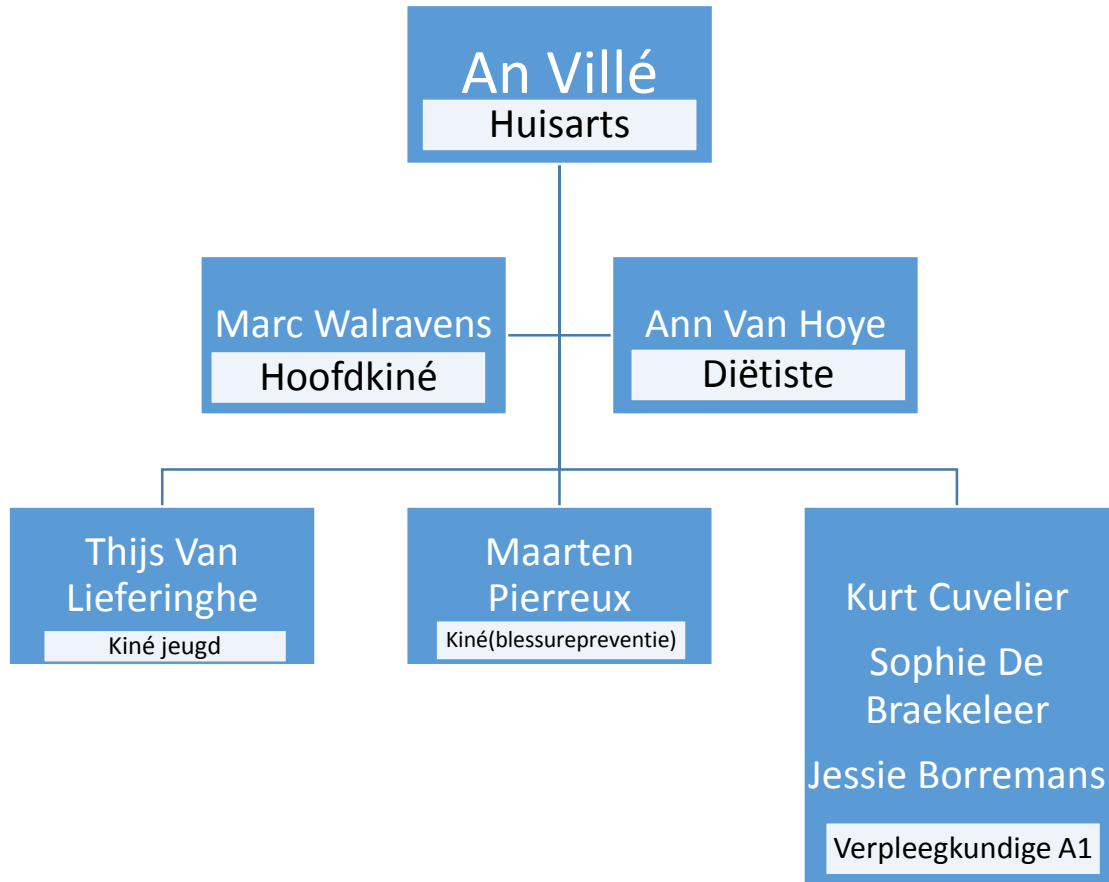 An Villé
Huisarts
Marc Walravens
Hoofdkiné
Ann Van Hoye
Diëtiste
Thijs Van
Lieferinghe
Kiné jeugd
Maarten
Pierreux
Kiné(blessurepreventie)
Kurt Cuvelier
Sophie De
Braekeleer
Jessie Borremans
Verpleegkundige A1